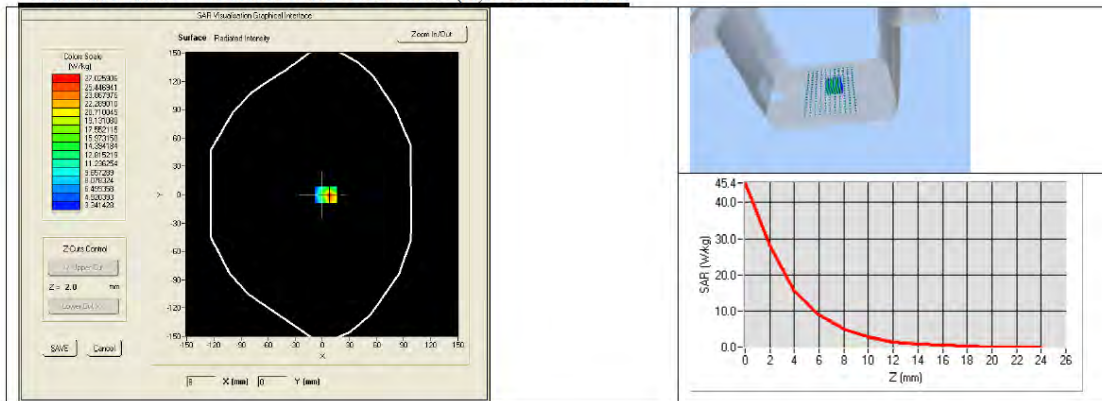 SAR Visualisation Graphical Interface
Surface Radiated Intensity
Zoom In/Out
Colors Scale
(W/kg)
27.025906
25.446941
23.867975
22.289010
20.710045
19.131080
17.552115
15.973150
14.394184
12.815219
11.236254
9.657289
8.078324
6.499358
4.920393
3.341428
150
120
90
60
30
0
-30
-60
-90
-120
-150
Y
-150 -120 -90 -60 -30 0 30 60 90 120 150
X
Z Cuts Control
Z = 2.0 mm
SAVE Cancel
8 X (mm) 0 Y (mm)
45.4
40.0
30.0
20.0
10.0
0.0
SAR (W/kg)
0 2 4 6 8 10 12 14 16 18 20 22 24 26
Z (mm)